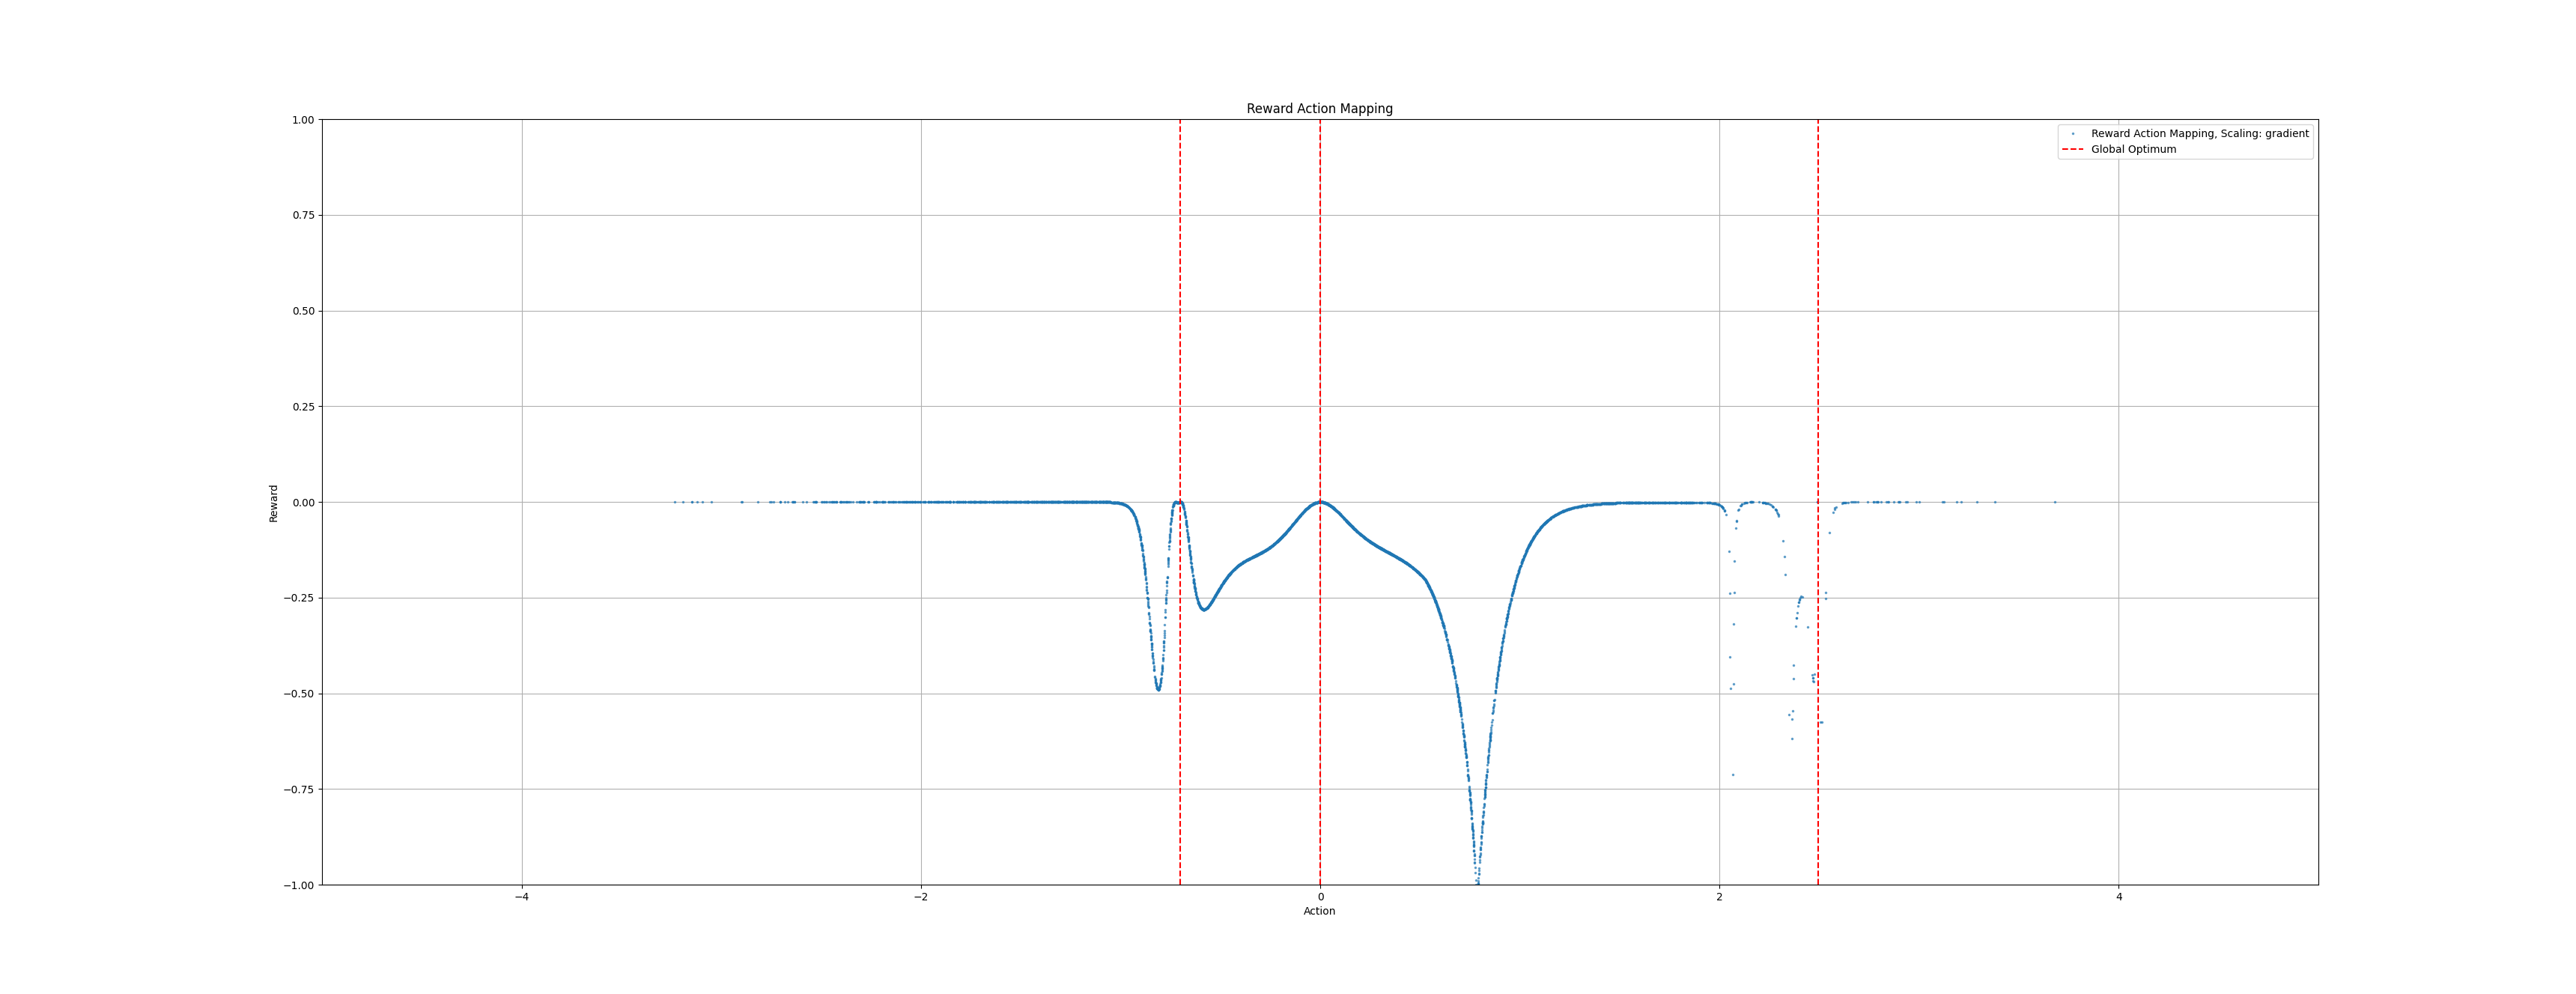 Reward Action Mapping
Reward Action Mapping, Scaling: gradient
Global Optimum
1.00
0.75
0.50
0.25
0.00
−0.25
−0.50
−0.75
−1.00
Reward
−4
−2
0
2
4
Action